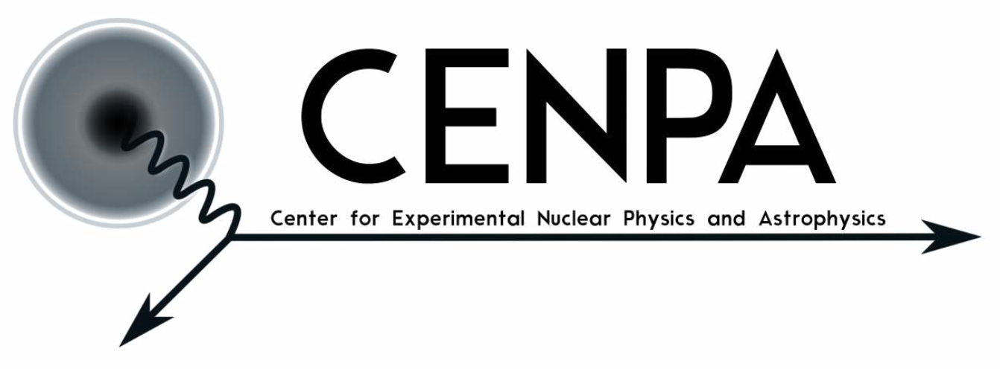 CENPA
Center for Experimental Nuclear Physics and Astrophysics